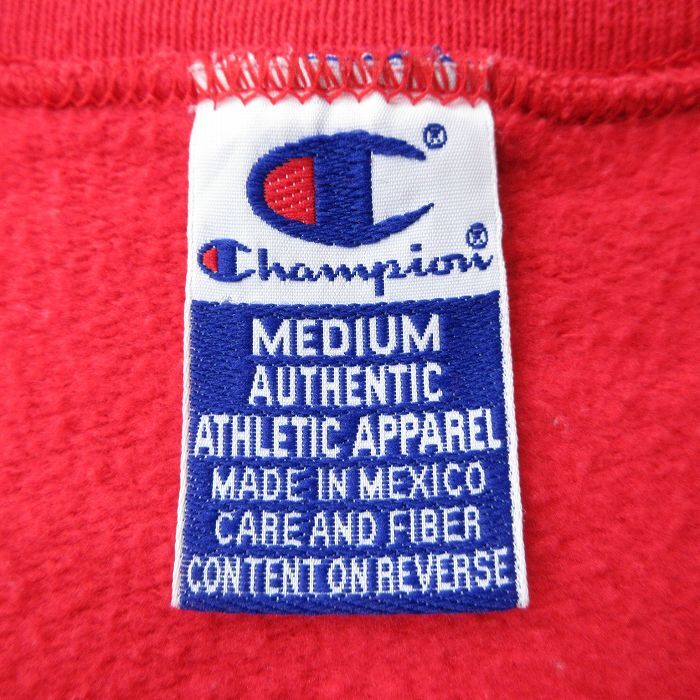 ®
Champion®
MEDIUM
AUTHENTIC
ATHLETIC APPAREL
MADE IN MEXICO
CARE AND FIBER
CONTENT ON REVERSE